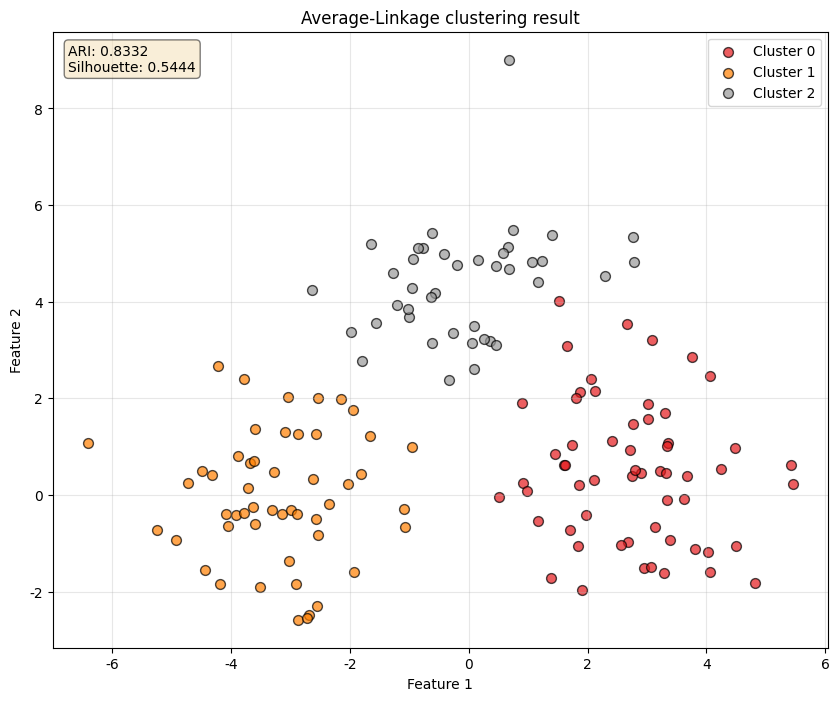 Average-Linkage clustering result
ARI: 0.8332
Silhouette: 0.5444
Cluster 0
Cluster 1
Cluster 2
Feature 2
8
6
4
2
0
-2
-6
-4
-2
0
2
4
6
Feature 1